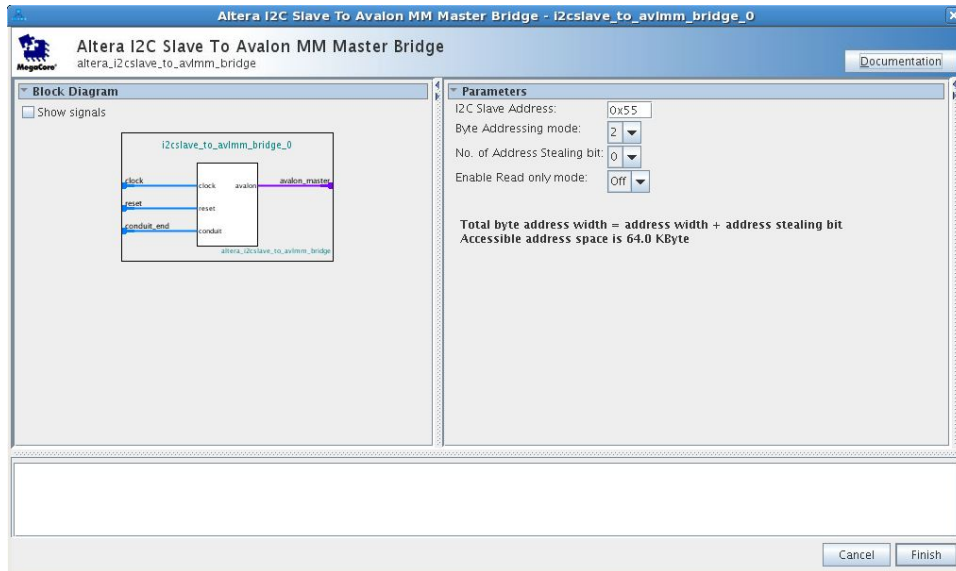 Altera I2C Slave To Avalon MM Master Bridge - i2cslave_to_avlmm_bridge_0
MegaCore'
Altera I2C Slave To Avalon MM Master Bridge
altera_i2cslave_to_avlmm_bridge
Documentation
Block Diagram
Show signals
i2cslave_to_avlmm_bridge_0
clock
clock
avalon
avalon_master
reset
reset
conduit_end
conduit
altera_i2cslave_to_avlmm_bridge
Parameters
I2C Slave Address: 0x55
Byte Addressing mode: 2
No. of Address Stealing bit: 0
Enable Read only mode: Off
Total byte address width = address width + address stealing bit
Accessible address space is 64.0 KByte
Cancel
Finish